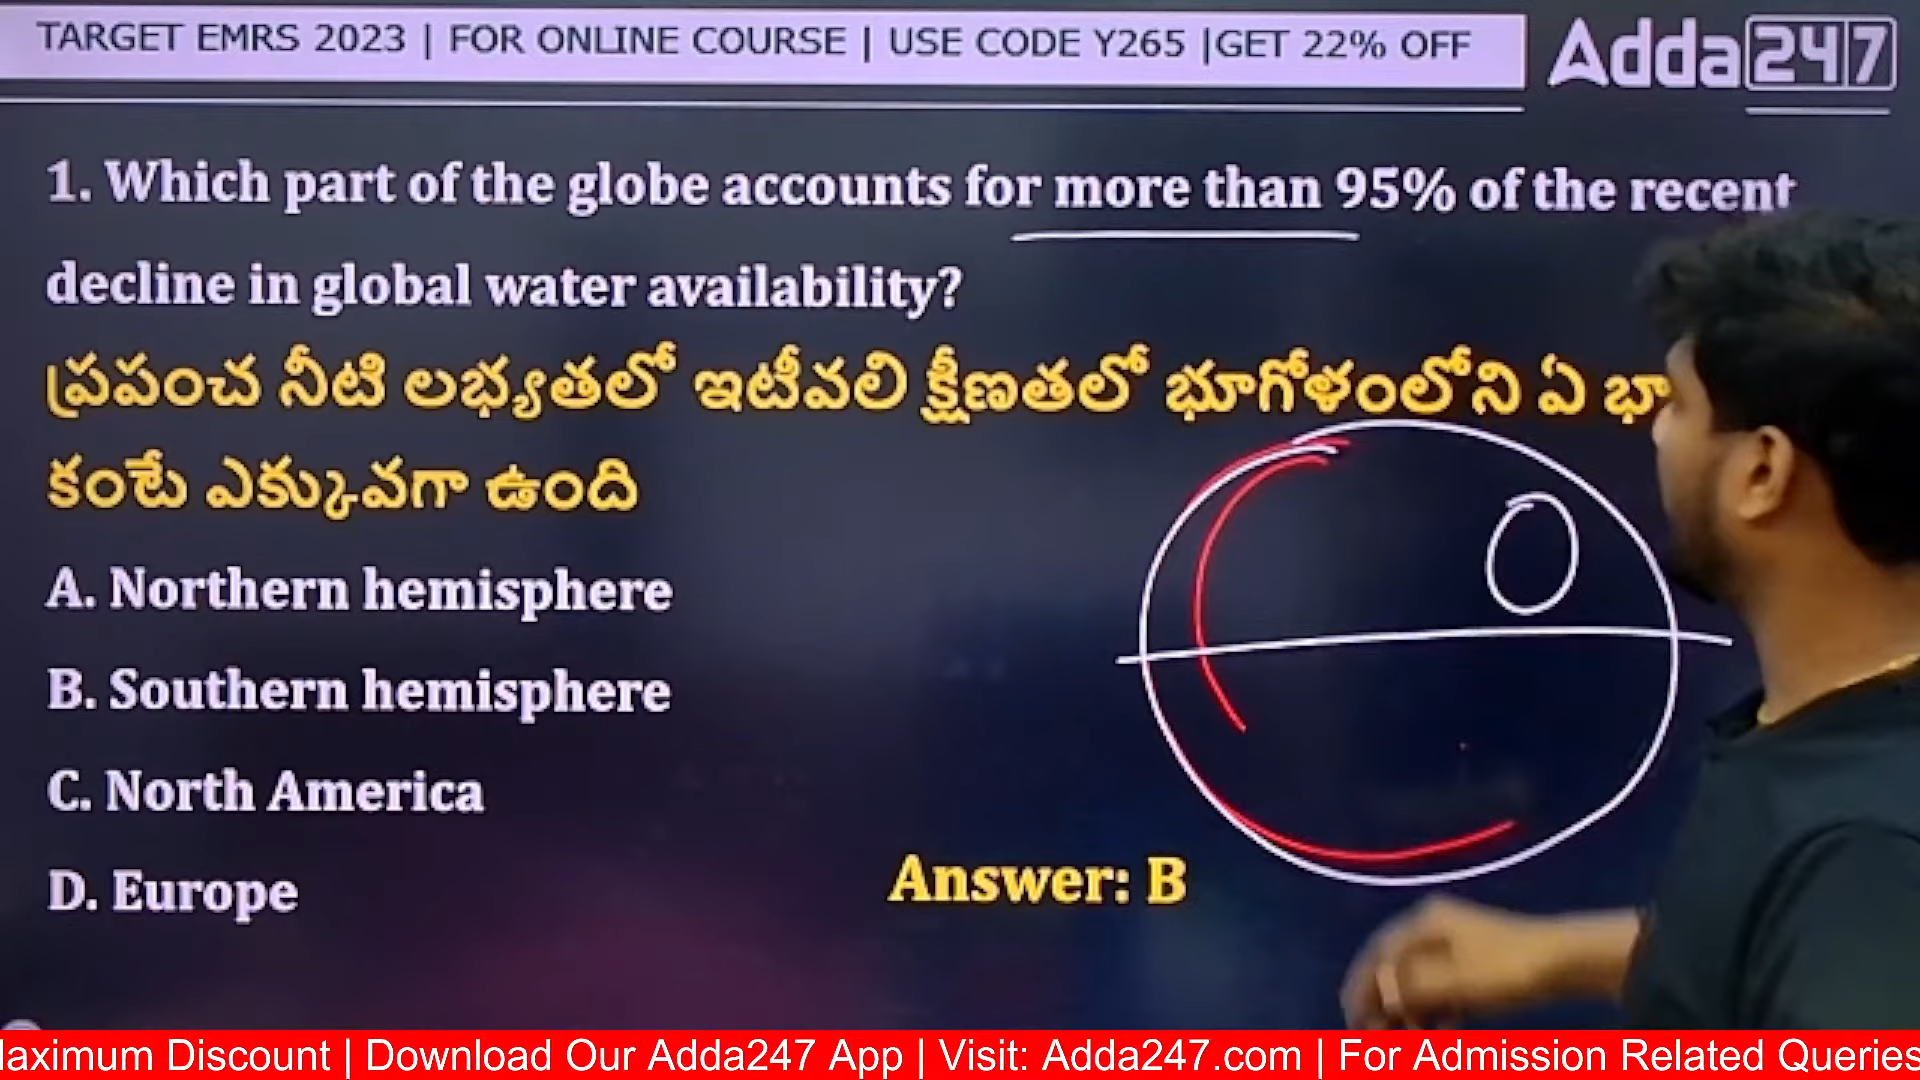 TARGET EMRS 2023 | FOR ONLINE COURSE | USE CODE Y265 |GET 22% OFF
Adda247
1. Which part of the globe accounts for more than 95% of the recent
decline in global water availability?
ప్రపంచ నీటి లభ్యతలో ఇటీవలి క్షీణతలో భూగోళంలోని ఏ
కంటే ఎక్కువగా ఉంది
A. Northern hemisphere
B. Southern hemisphere
C. North America
D. Europe
Answer: B
Discount | Download Our Adda247 App | Visit: Adda247.com | For Admission Related Queries